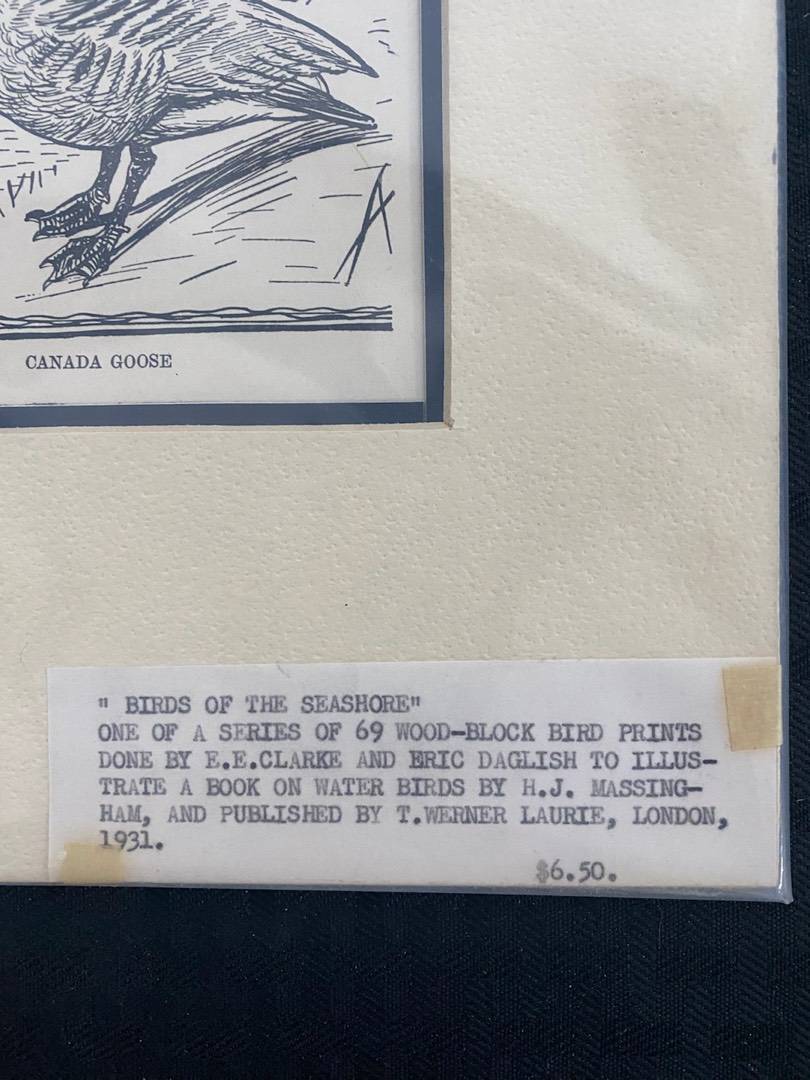 CANADA GOOSE
" BIRDS OF THE SEASHORE"
ONE OF A SERIES OF 69 WOOD-BLOCK BIRD PRINTS
DONE BY E.E.CLARKE AND ERIC DAGLISH TO ILLUS-
TRATE A BOOK ON WATER BIRDS BY H.J. MASSING-
HAM, AND PUBLISHED BY T.WERNER LAURIE, LONDON,
1931.
$6.50.